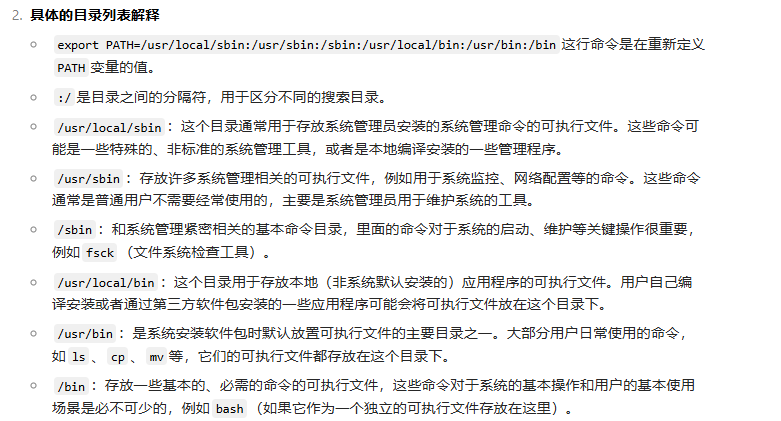 2. 具体的目录列表解释
export PATH=/usr/local/sbin:/usr/sbin:/sbin:/usr/local/bin:/usr/bin:/bin 这行命令是在重新定义
PATH 变量的值。
:/ 是目录之间的分隔符，用于区分不同的搜索目录。
/usr/local/sbin ：这个目录通常用于存放系统管理员安装的系统管理命令的可执行文件。这些命令可
能是一些特殊的、非标准的系统管理工具，或者是本地编译安装的一些管理程序。
/usr/sbin ：存放许多系统管理相关的可执行文件，例如用于系统监控、网络配置等的命令。这些命令
通常是普通用户不需要经常使用的，主要是系统管理员用于维护系统的工具。
/sbin ：和系统管理紧密相关的基本命令目录，里面的命令对于系统的启动、维护等关键操作很重要，
例如 fsck （文件系统检查工具）。
/usr/local/bin ：这个目录用于存放本地（非系统默认安装的）应用程序的可执行文件。用户自己编
译安装或者通过第三方软件包安装的一些应用程序可能会将可执行文件放在这个目录下。
/usr/bin ：是系统安装软件包时默认放置可执行文件的主要目录之一。大部分用户日常使用的命令，
如 ls 、 cp 、 mv 等，它们的可执行文件都存放在这个目录下。
/bin ：存放一些基本的、必需的命令的可执行文件，这些命令对于系统的基本操作和用户的基本使用
场景是必不可少的，例如 bash （如果它作为一个独立的可执行文件存放在这里）。